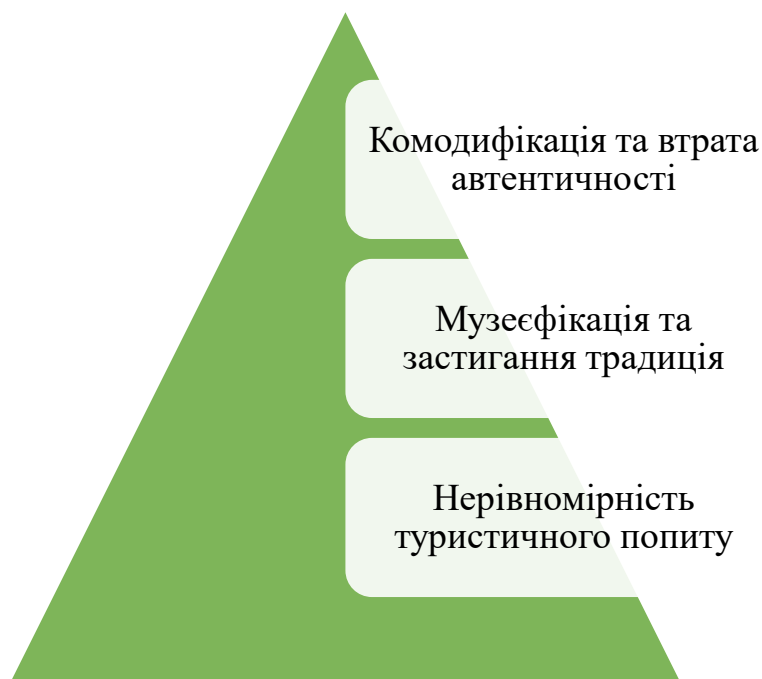 Комодифікація та втрата
автентичності
Музеєфікація та
застигання традиція
Нерівномірність
туристичного попиту